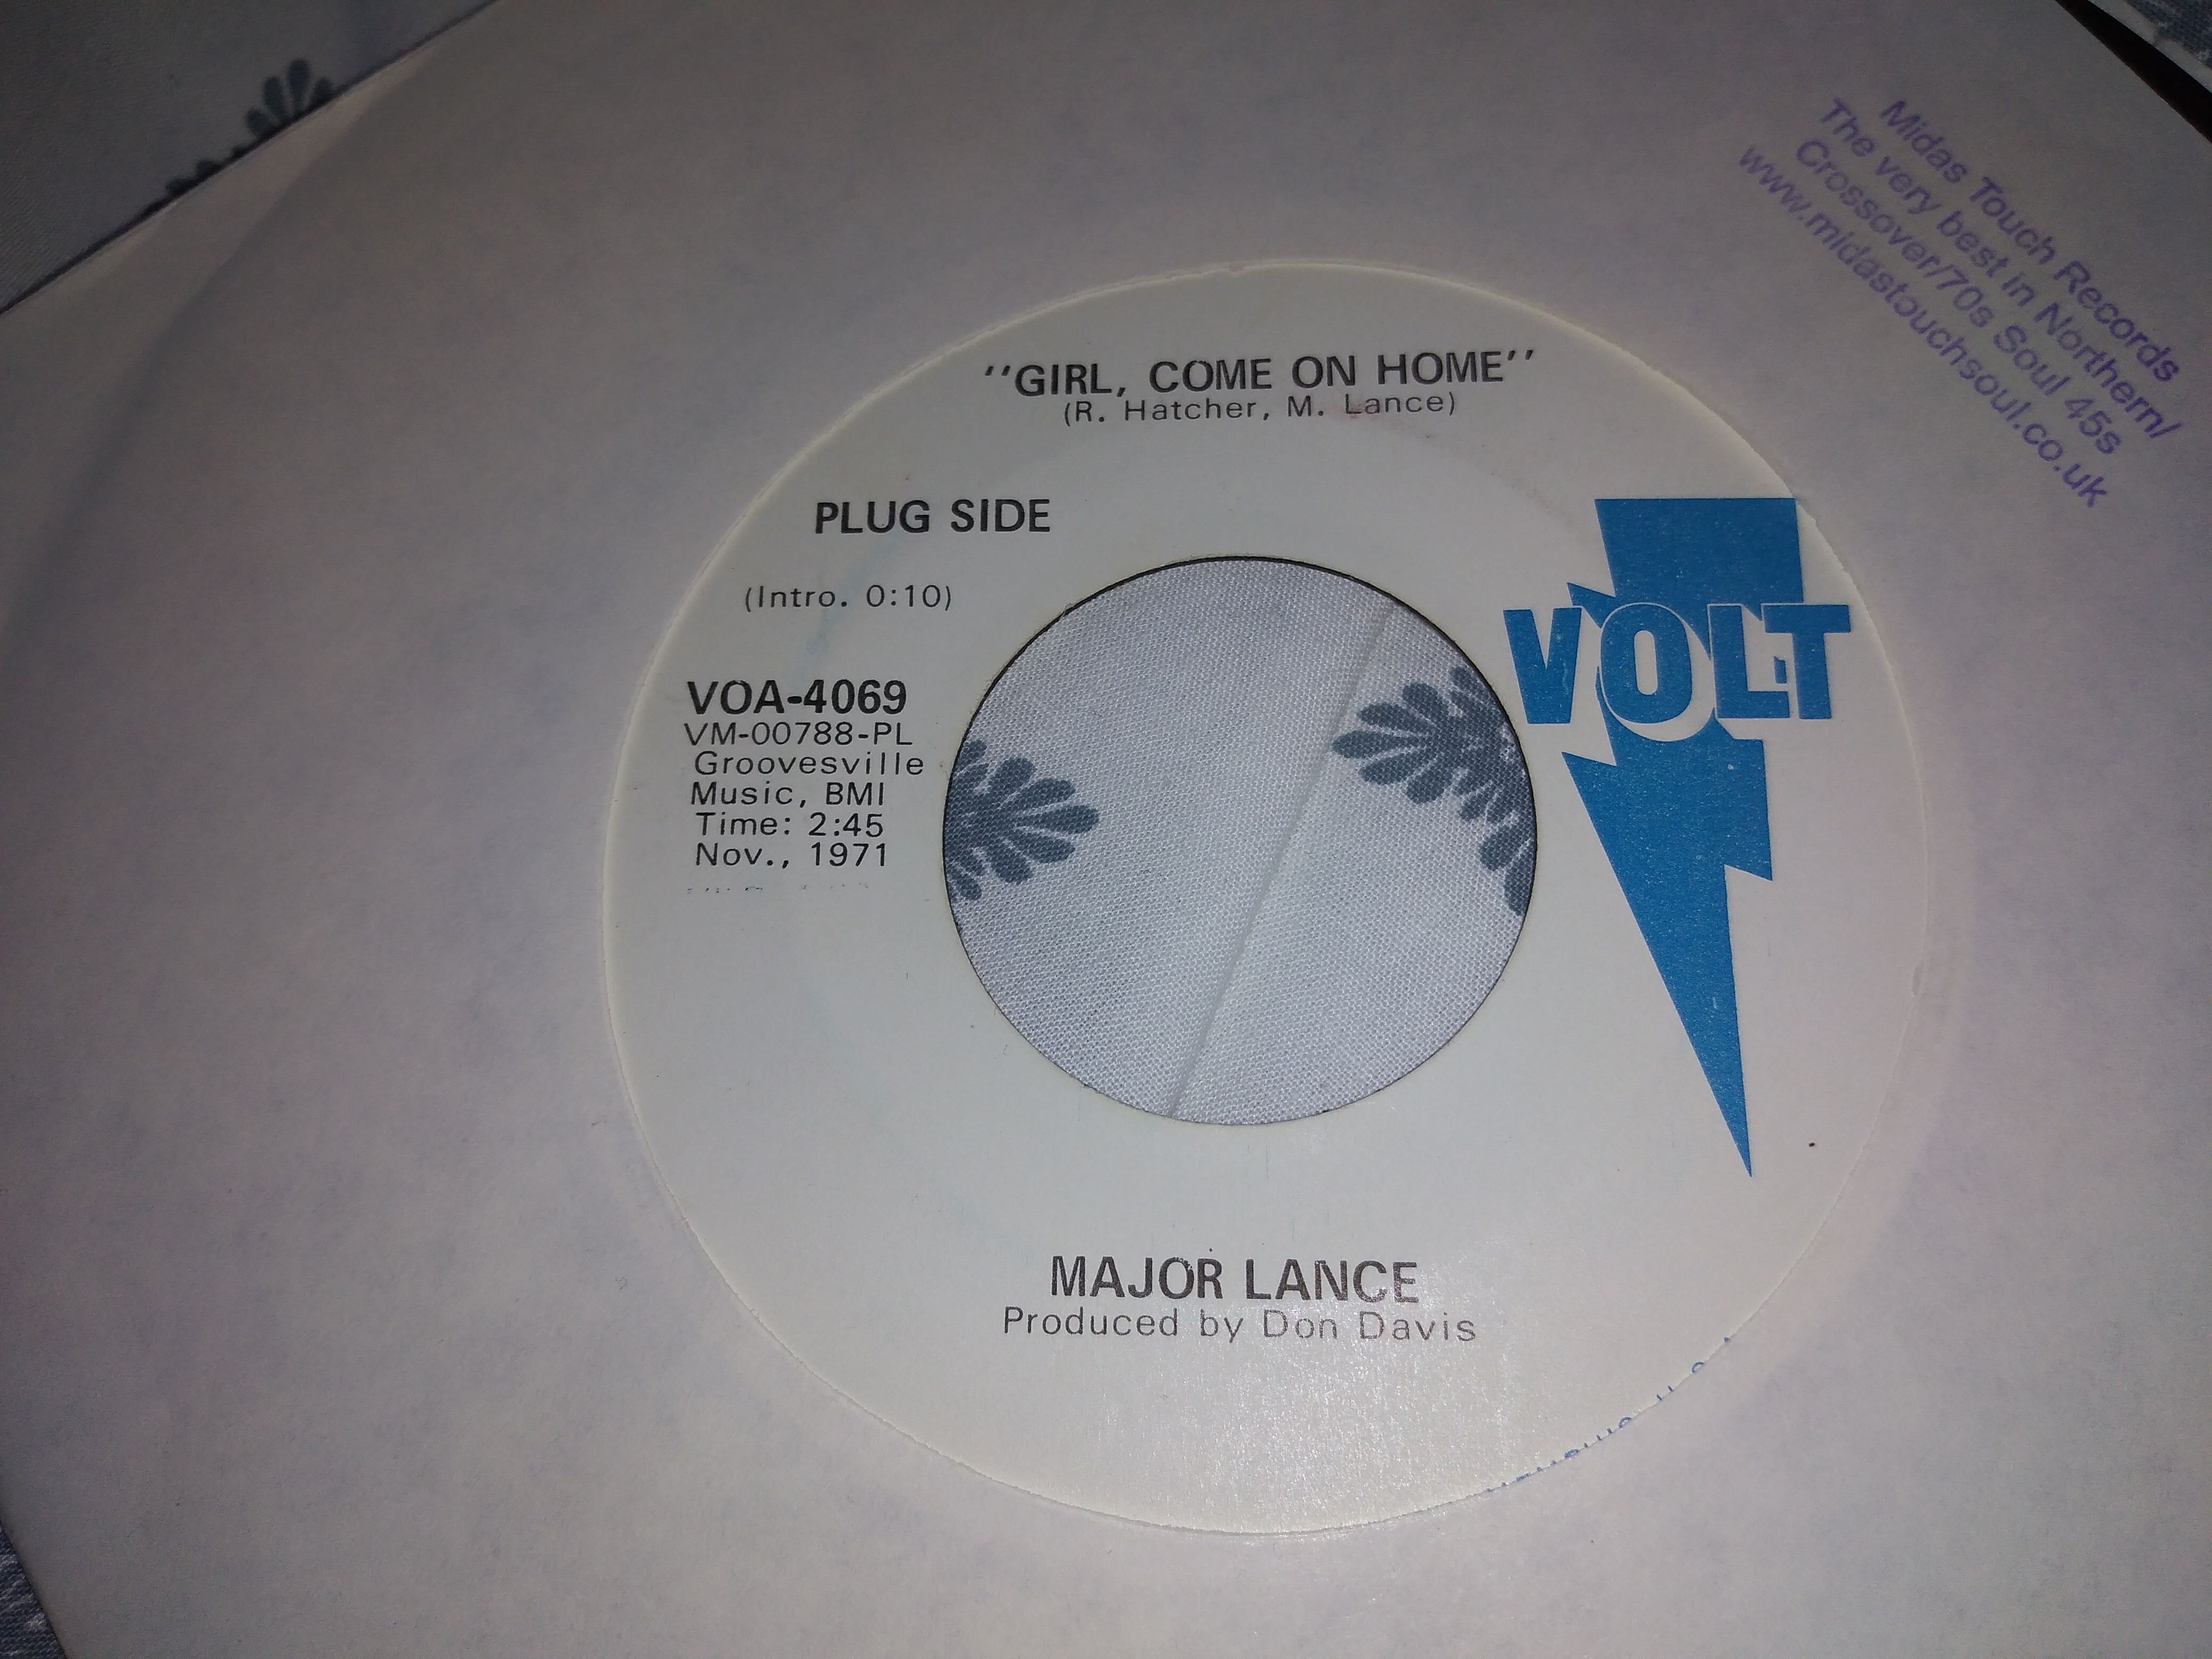 "GIRL, COME ON HOME"
(R. Hatcher, M. Lance)
PLUG SIDE
(Intro. 0:10)
VOA-4069
VM-00788-PL
Groovesville
Music, BMI
Time: 2:45
Nov., 1971
VOLT
MAJOR LANCE
Produced by Don Davis
Midas Touch Records
The very best in Northern/
Crossover/70s Soul 45s
www.midastouchsoul.co.uk